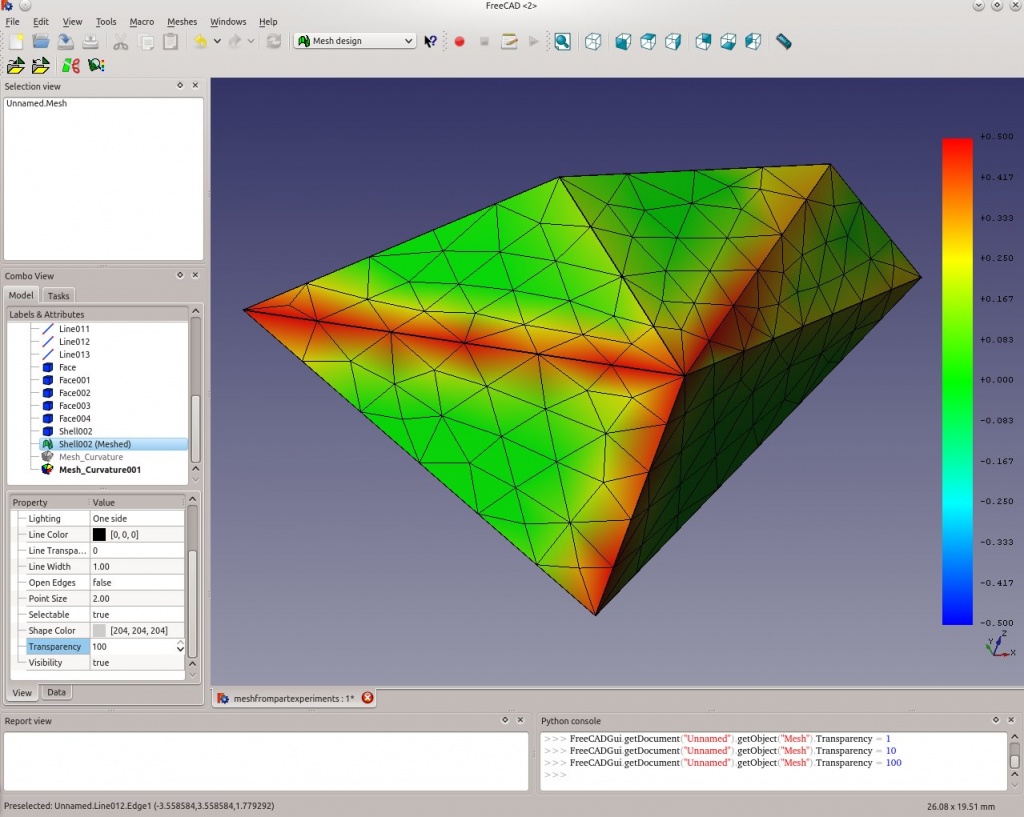 FreeCAD <2>
File Edit View Tools Macro Meshes Windows Help
Mesh design
Selection view
Unnamed.Mesh
Combo View
Model Tasks
Labels & Attributes
Line011
Line012
Line013
Face
Face001
Face002
Face003
Face004
Shell002
Shell002 (Meshed)
Mesh_Curvature
Mesh_Curvature001
Property Value
Lighting One side
Line Color [0, 0, 0]
Line Transpa... 0
Line Width 1.00
Open Edges false
Point Size 2.00
Selectable true
Shape Color [204, 204, 204]
Transparency 100
Visibility true
View Data
+0.500
+0.417
+0.333
+0.250
+0.167
+0.083
+0.000
-0.083
-0.167
-0.250
-0.333
-0.417
-0.500
Z
Y
X
meshfrompartexperiments : 1*
Report view
Python console
>>> FreeCADGui.getDocument("Unnamed").getObject("Mesh").Transparency = 1
>>> FreeCADGui.getDocument("Unnamed").getObject("Mesh").Transparency = 10
>>> FreeCADGui.getDocument("Unnamed").getObject("Mesh").Transparency = 100
>>>
Preselected: Unnamed.Line012.Edge1 (-3.558584,3.558584,1.779292)
26.08 x 19.51 mm